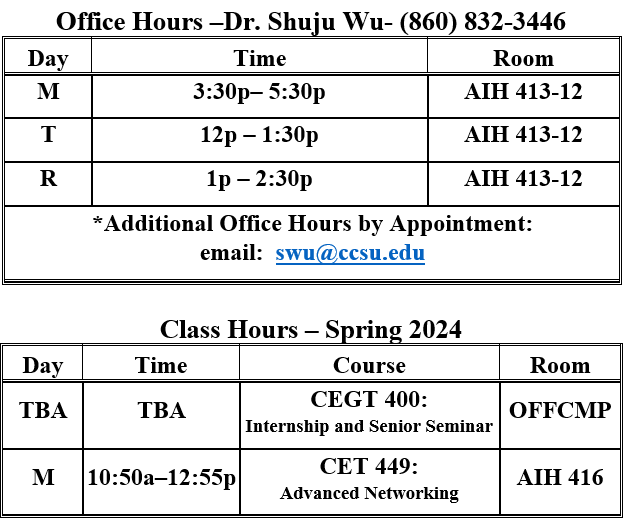 Office Hours –Dr. Shuju Wu- (860) 832-3446
Day Time Room
M 3:30p– 5:30p AIH 413-12
T 12p – 1:30p AIH 413-12
R 1p – 2:30p AIH 413-12
*Additional Office Hours by Appointment:
email: swu@ccsu.edu
Class Hours – Spring 2024
Day Time Course Room
TBA TBA CEGT 400: OFFCMP
Internship and Senior Seminar
M 10:50a–12:55p CET 449: AIH 416
Advanced Networking